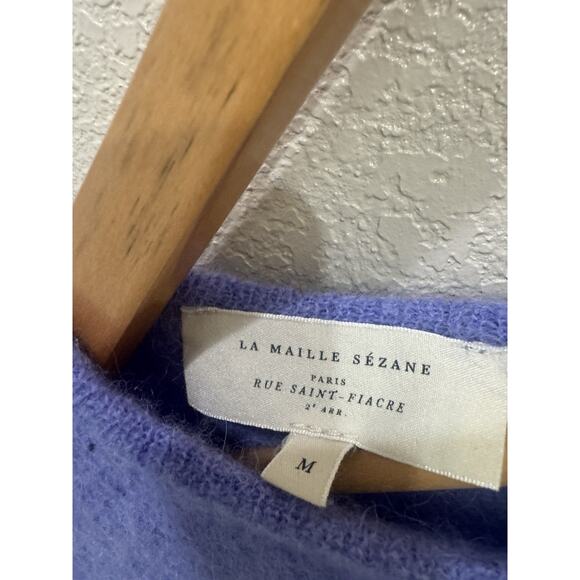 LA MAILLE SÉZANE
PARIS
RUE SAINT-FIACRE
2e ARR.
M